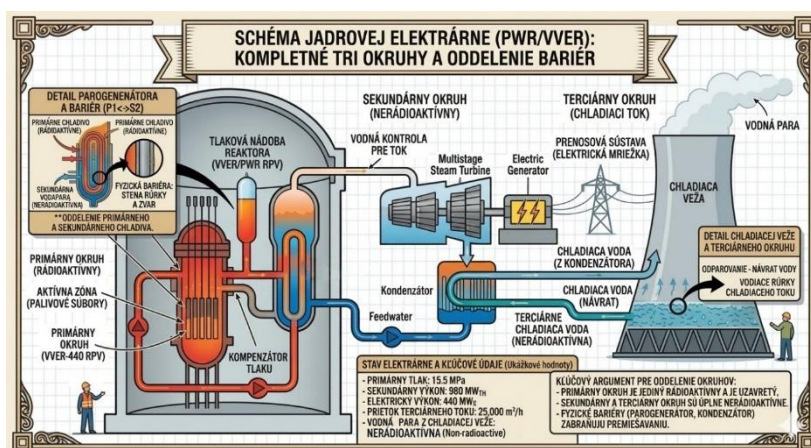 SCHÉMA JADROVEJ ELEKTRÁRNE (PWR/VVER):
KOMPLETNÉ TRI OKRUHY A ODDELENIE BARIÉR
DETAIL PAROGENENÁTORA
A BARIÉR (P1<->S2)
PRIMÁRNE CHLADIVO
(RÁDIOAKTÍVNE)
PRIMÁRNE CHLADIVO
(RÁDIOAKTÍVNE)
SEKUNDÁRNA
VODAPARA
(NERÁDIOAKTÍVNA)
FYZICKÁ BARIÉRA:
STENA RÚRKY
A ZVAR
**ODDELENIE PRIMÁRNEHO
A SEKUNDÁRNEHO CHLADIVA.
TLAKOVÁ NÁDOBA
REAKTORA
(VVER/PWR RPV)
SEKUNDÁRNY OKRUH
(NERÁDIOAKTÍVNY)
VODNÁ KONTROLA
PRE TOK
Multistage
Steam Turbine
Electric
Generator
TERCIÁRNY OKRUH
(CHLADIACI TOK)
PRENOSOVÁ SÚSTAVA
(ELEKTRICKÁ MRIEŽKA)
VODNÁ PARA
CHLADIACA
VEŽA
DETAIL CHLADIACEJ VEŽE
A TERCIÁRNEHO OKRUHU
ODPAROVANIE - NÁVRAT VODY
VODIACE RÚRKY
CHLADIACEHO TOKU
PRIMÁRNY OKRUH
(RÁDIOAKTÍVNY)
AKTÍVNA ZÓNA
(PALIVOVÉ SÚBORY)
PRIMÁRNY
OKRUH
(VVER-440 RPV)
KOMPENZÁTOR
TLAKU
Feedwater
Kondenzátor
CHLADIACA VODA
(Z KONDENZÁTORA)
CHLADIACA VODA
(NÁVRAT)
TERCIÁRNE
CHLADIACA VODA
(NERÁDIOAKTÍVNA)
STAV ELEKTRÁRNE A KĽÚČOVÉ ÚDAJE (Ukážkové hodnoty)
- PRIMÁRNY TLAK: 15.5 MPa
- SEKUNDÁRNY VÝKON: 980 MWTH
- ELEKTRICKÝ VÝKON: 440 MWE
- PRIETOK TERCIÁRNEHO TOKU: 25,000 m³/h
- VODNÁ PARA Z CHLADIACEJ VEŽE:
NERÁDIOAKTÍVNA (Non-radioactive)
KĽÚČOVÝ ARGUMENT PRE ODDELENIE OKRUHOV:
- PRIMÁRNY OKRUH JE JEDINÝ RÁDIOAKTÍVNY A JE UZAVRETÝ,
- SEKUNDÁRNY A TERCIÁRNY OKRUH SÚ ÚPLNE NERÁDIOAKTÍVNE.
- FYZICKÉ BARIÉRY (PAROGENERÁTOR, KONDENZÁTOR)
ZABRAŇUJÚ PREMIEŠAVANIU.